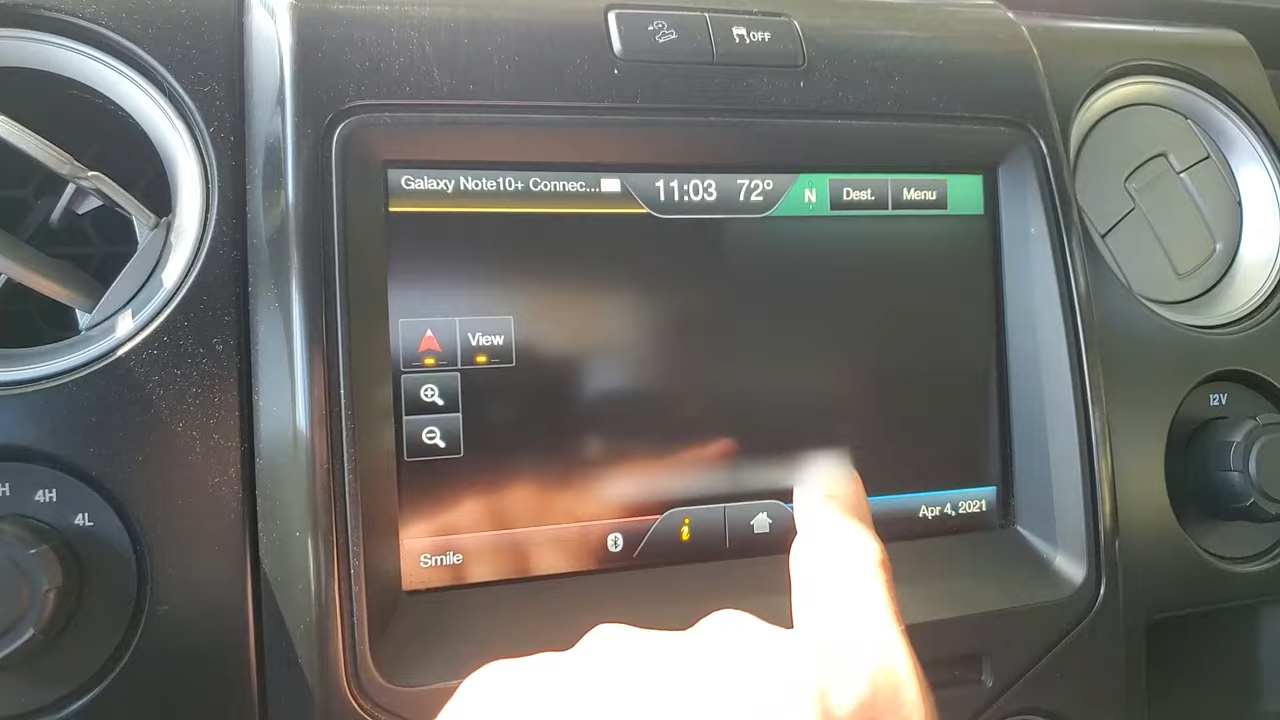 OFF
Galaxy Note10+ Connec...
11:03 72°
N
Dest.
Menu
View
12V
H
4H
4L
Apr 4, 2021
i
Smile